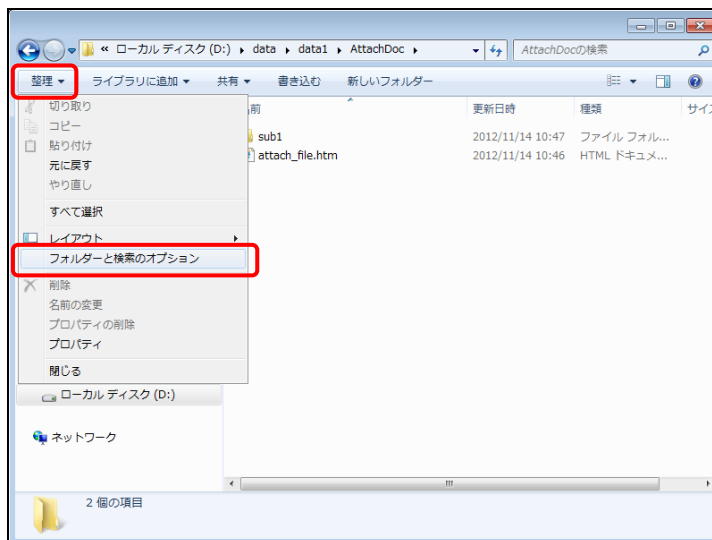 « ローカル ディスク (D:) ▸ data ▸ data1 ▸ AttachDoc ▸
AttachDocの検索
整理 ライブラリに追加 共有 書き込む 新しいフォルダー
切り取り
コピー
貼り付け
元に戻す
やり直し
すべて選択
レイアウト
フォルダーと検索のオプション
削除
名前の変更
プロパティの削除
プロパティ
閉じる
前 更新日時 種類 サイズ
sub1 2012/11/14 10:47 ファイル フォル...
attach_file.htm 2012/11/14 10:46 HTML ドキュメ...
ローカル ディスク (D:)
ネットワーク
2 個の項目